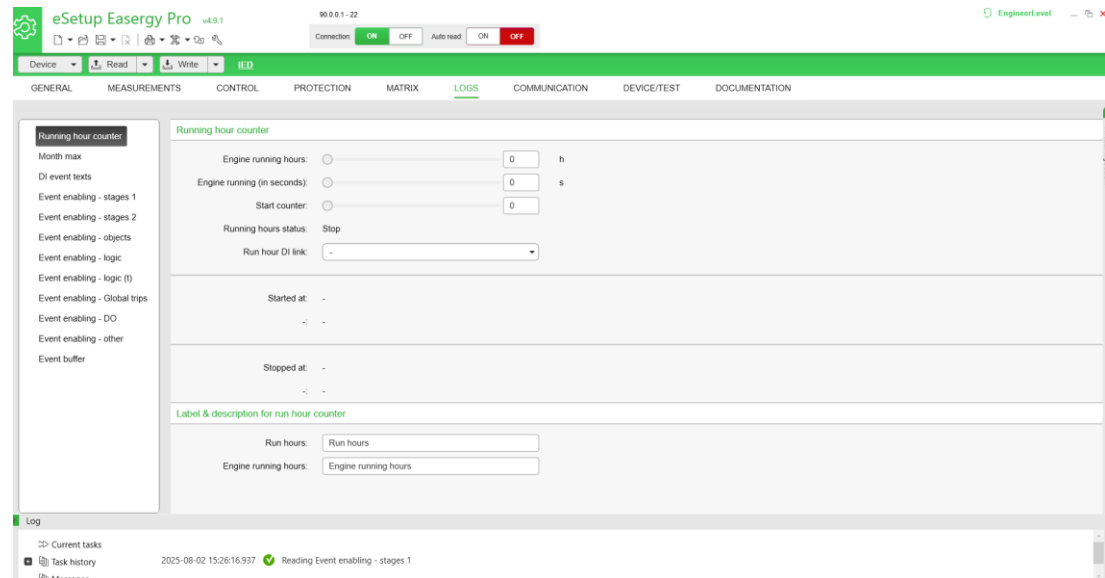 eSetup Easergy Pro v4.9.1
90.0.0.1 - 22
EngineerLevel
Connection: ON OFF Auto read: ON OFF
Device Read Write IED
GENERAL MEASUREMENTS CONTROL PROTECTION MATRIX LOGS COMMUNICATION DEVICE/TEST DOCUMENTATION
Running hour counter
Month max
DI event texts
Event enabling - stages 1
Event enabling - stages 2
Event enabling - objects
Event enabling - logic
Event enabling - logic (t)
Event enabling - Global trips
Event enabling - DO
Event enabling - other
Event buffer
Running hour counter
Engine running hours: 0 h
Engine running (in seconds): 0 s
Start counter: 0
Running hours status: Stop
Run hour DI link: -
Started at: -
-: -
Stopped at: -
-: -
Label & description for run hour counter
Run hours: Run hours
Engine running hours: Engine running hours
Log
Current tasks
Task history 2025-08-02 15:26:16.937 Reading Event enabling - stages 1